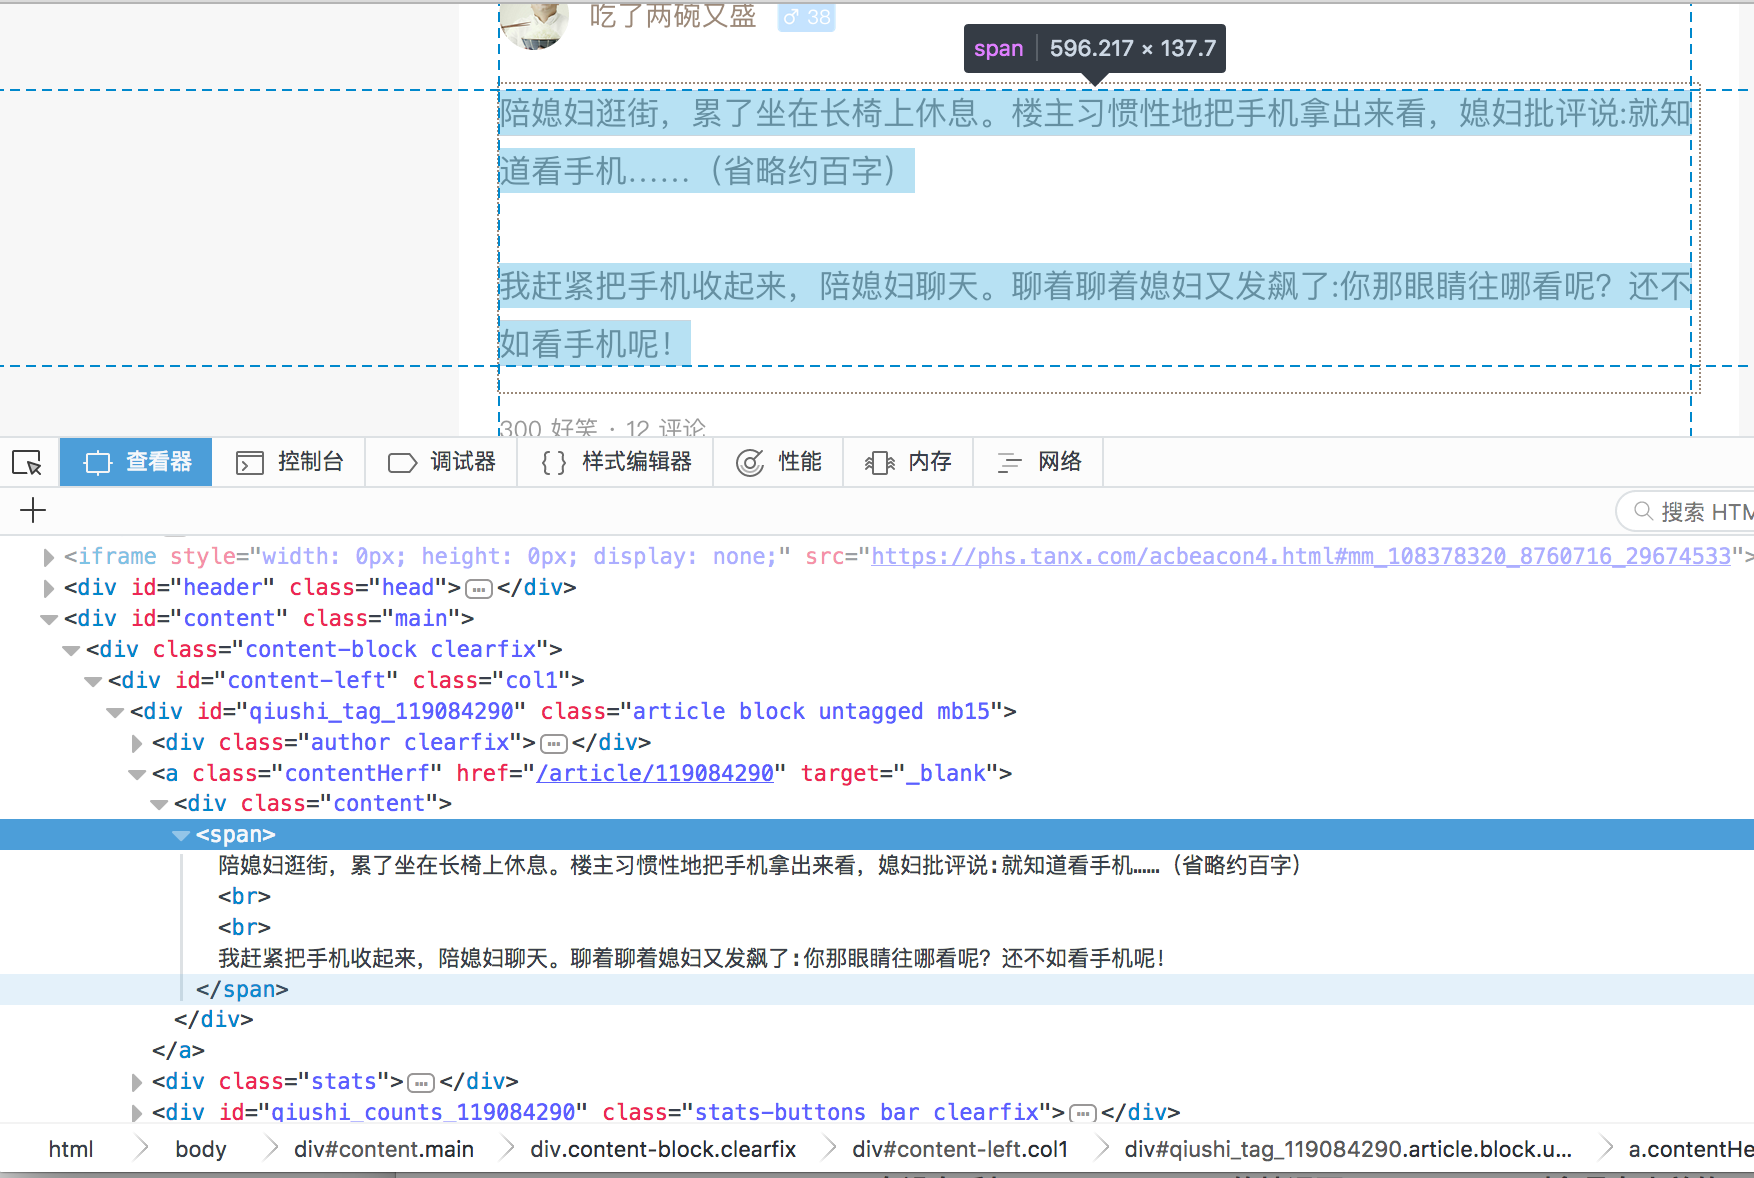 吃了两碗又盛 ♂ 38
span 596.217 × 137.7
陪媳妇逛街，累了坐在长椅上休息。楼主习惯性地把手机拿出来看，媳妇批评说:就知
道看手机……（省略约百字）
我赶紧把手机收起来，陪媳妇聊天。聊着聊着媳妇又发飙了:你那眼睛往哪看呢？还不
如看手机呢！
300 好笑 · 12 评论
查看器 控制台 调试器 {} 样式编辑器 性能 内存 网络
搜索 HTM
<iframe style="width: 0px; height: 0px; display: none;" src="https://phs.tanx.com/acbeacon4.html#mm_108378320_8760716_29674533">
<div id="header" class="head">…</div>
<div id="content" class="main">
<div class="content-block clearfix">
<div id="content-left" class="col1">
<div id="qiushi_tag_119084290" class="article block untagged mb15">
<div class="author clearfix">…</div>
<a class="contentHerf" href="/article/119084290" target="_blank">
<div class="content">
<span>
陪媳妇逛街，累了坐在长椅上休息。楼主习惯性地把手机拿出来看，媳妇批评说:就知道看手机……（省略约百字）
<br>
<br>
我赶紧把手机收起来，陪媳妇聊天。聊着聊着媳妇又发飙了:你那眼睛往哪看呢？还不如看手机呢！
</span>
</div>
</a>
<div class="stats">…</div>
<div id="qiushi_counts_119084290" class="stats-buttons bar clearfix">…</div>
html body div#content.main div.content-block.clearfix div#content-left.col1 div#qiushi_tag_119084290.article.block.u... a.contentHe